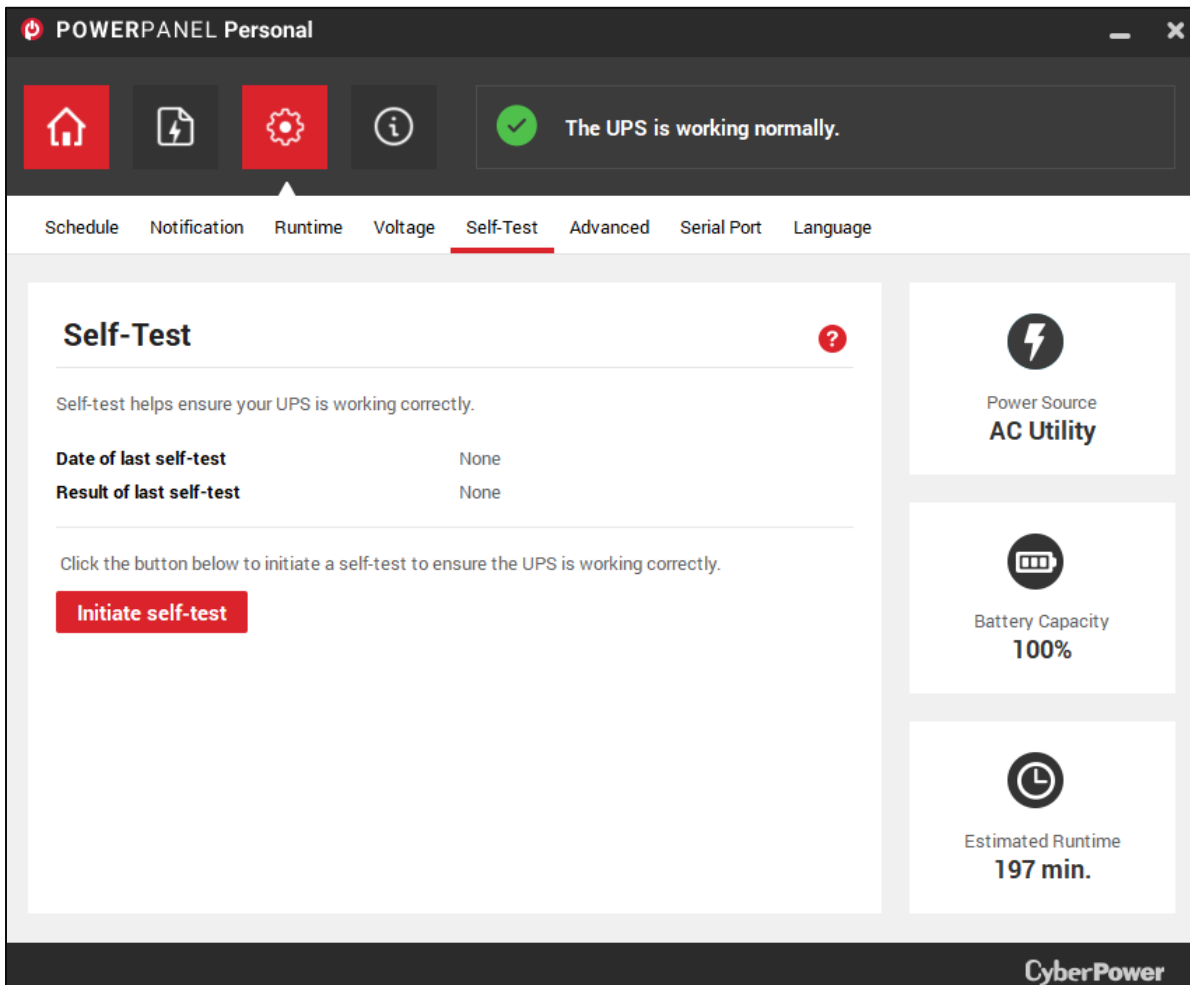 POWERPANEL Personal
The UPS is working normally.
Schedule Notification Runtime Voltage Self-Test Advanced Serial Port Language
Self-Test
?
Self-test helps ensure your UPS is working correctly.
Date of last self-test None
Result of last self-test None
Click the button below to initiate a self-test to ensure the UPS is working correctly.
Initiate self-test
Power Source
AC Utility
Battery Capacity
100%
Estimated Runtime
197 min.
CyberPower